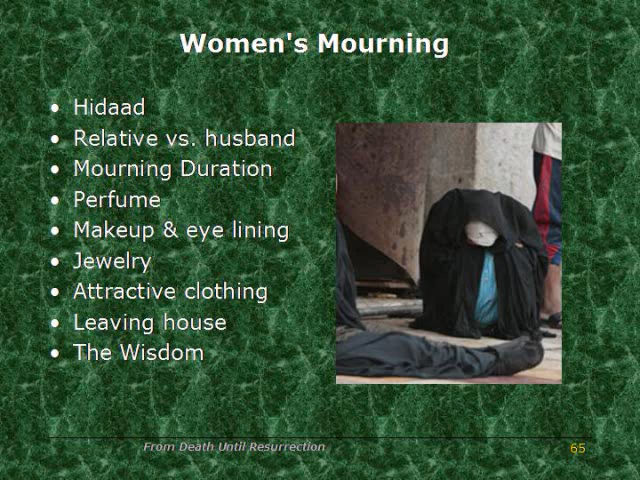 Women's Mourning
• Hidaad
• Relative vs. husband
• Mourning Duration
• Perfume
• Makeup & eye lining
• Jewelry
• Attractive clothing
• Leaving house
• The Wisdom
From Death Until Resurrection
65